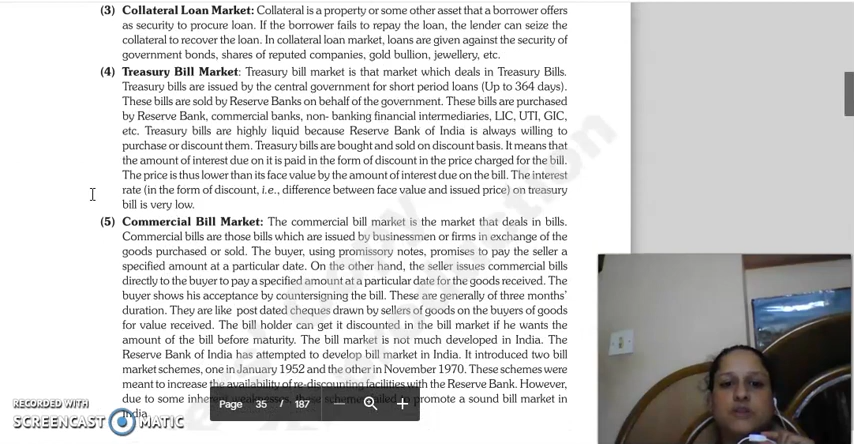 (3) Collateral Loan Market: Collateral is a property or some other asset that a borrower offers
as security to procure loan. If the borrower fails to repay the loan, the lender can seize the
collateral to recover the loan. In collateral loan market, loans are given against the security of
government bonds, shares of reputed companies, gold bullion, jewellery, etc.
(4) Treasury Bill Market: Treasury bill market is that market which deals in Treasury Bills.
Treasury bills are issued by the central government for short period loans (Up to 364 days).
These bills are sold by Reserve Banks on behalf of the government. These bills are purchased
by Reserve Bank, commercial banks, non- banking financial intermediaries, LIC, UTI, GIC,
etc. Treasury bills are highly liquid because Reserve Bank of India is always willing to
purchase or discount them. Treasury bills are bought and sold on discount basis. It means that
the amount of interest due on it is paid in the form of discount in the price charged for the bill.
The price is thus lower than its face value by the amount of interest due on the bill. The interest
rate (in the form of discount, i.e., difference between face value and issued price) on treasury
bill is very low.
(5) Commercial Bill Market: The commercial bill market is the market that deals in bills.
Commercial bills are those bills which are issued by businessmen or firms in exchange of the
goods purchased or sold. The buyer, using promisory notes, promises to pay the seller a
specified amount at a particular date. On the other hand, the seller issues commercial bills
directly to the buyer to pay a specified amount at a particular date for the goods received. The
buyer shows his acceptance by countersigning the bill. These are generally of three months'
duration. They are like post dated cheques drawn by sellers of goods on the buyers of goods
for value received. The bill holder can get it discounted in the bill market if he wants the
amount of the bill before maturity. The bill market is not much developed in India. The
Reserve Bank of India has attempted to develop bill market in India. It introduced two bill
market schemes, one in January 1952 and the other in November 1970. These schemes were
meant to increase the availability of re-discounting facilities with the Reserve Bank. However,
due to some inherent weaknesses, these schemes failed to promote a sound bill market in
India
Page 35 / 187
RECORDED WITH
SCREENCAST MATIC